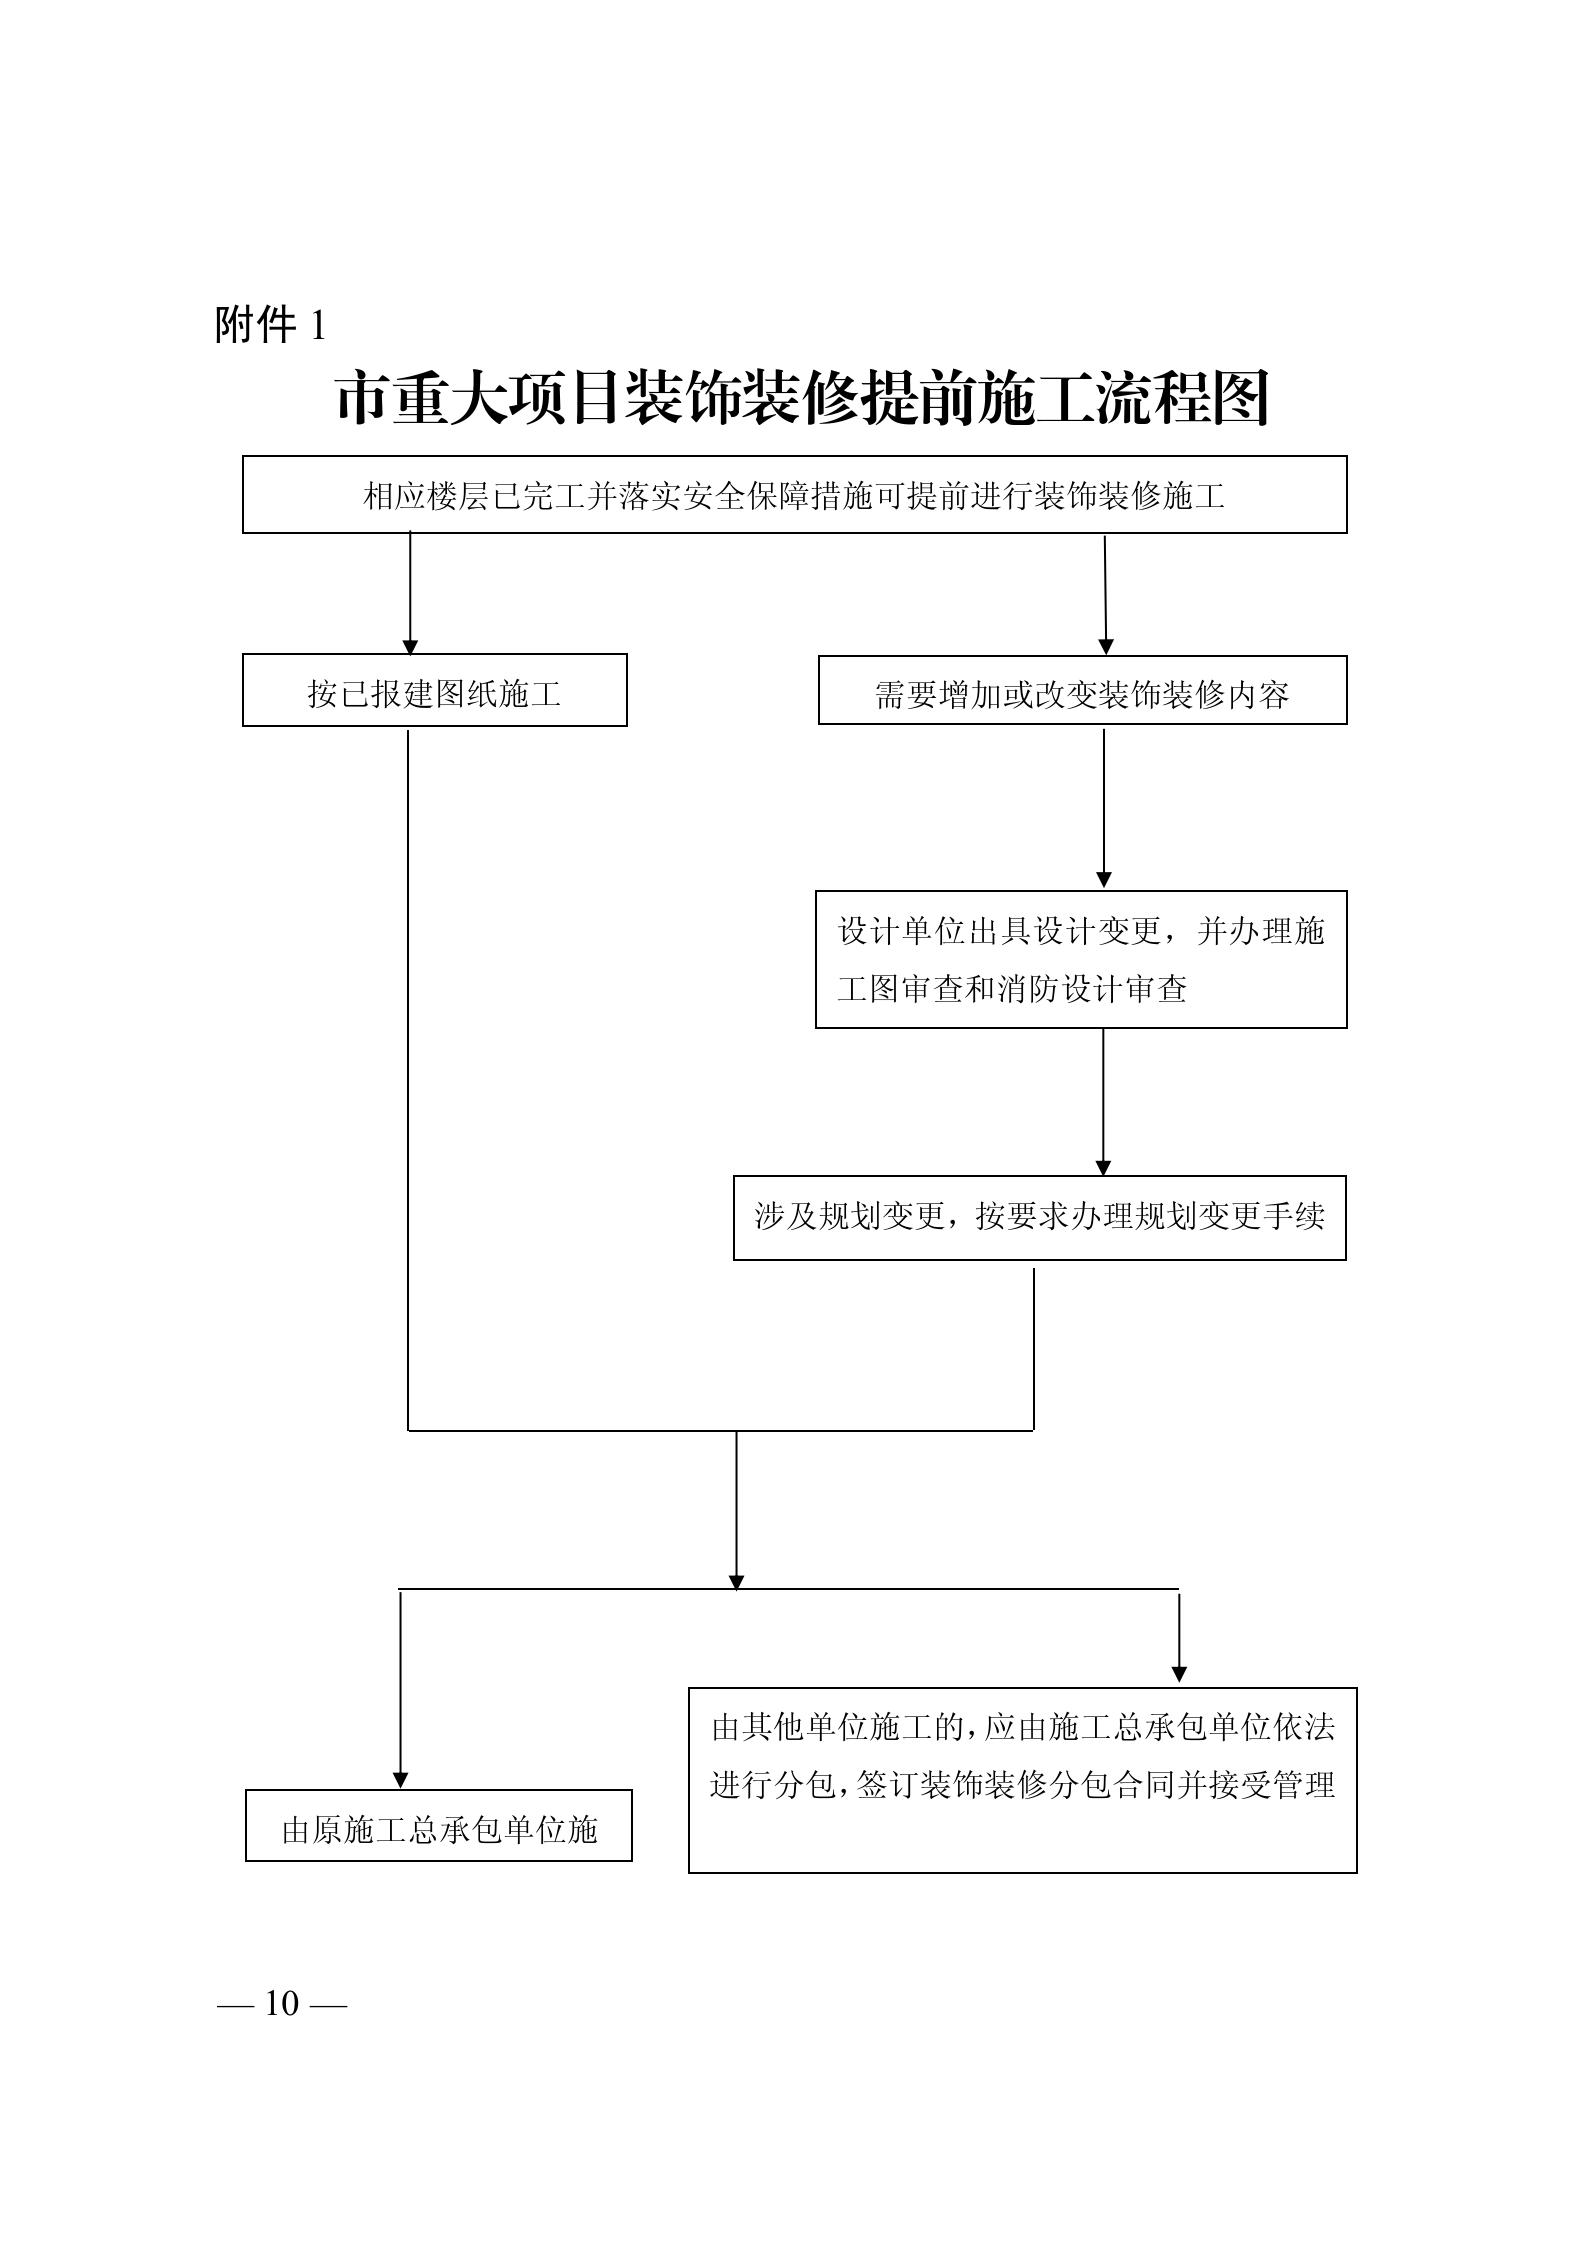 附件 1
市重大项目装饰装修提前施工流程图
相应楼层已完工并落实安全保障措施可提前进行装饰装修施工
按已报建图纸施工
需要增加或改变装饰装修内容
设计单位出具设计变更，并办理施
工图审查和消防设计审查
涉及规划变更，按要求办理规划变更手续
由其他单位施工的，应由施工总承包单位依法
进行分包，签订装饰装修分包合同并接受管理
由原施工总承包单位施
— 10 —